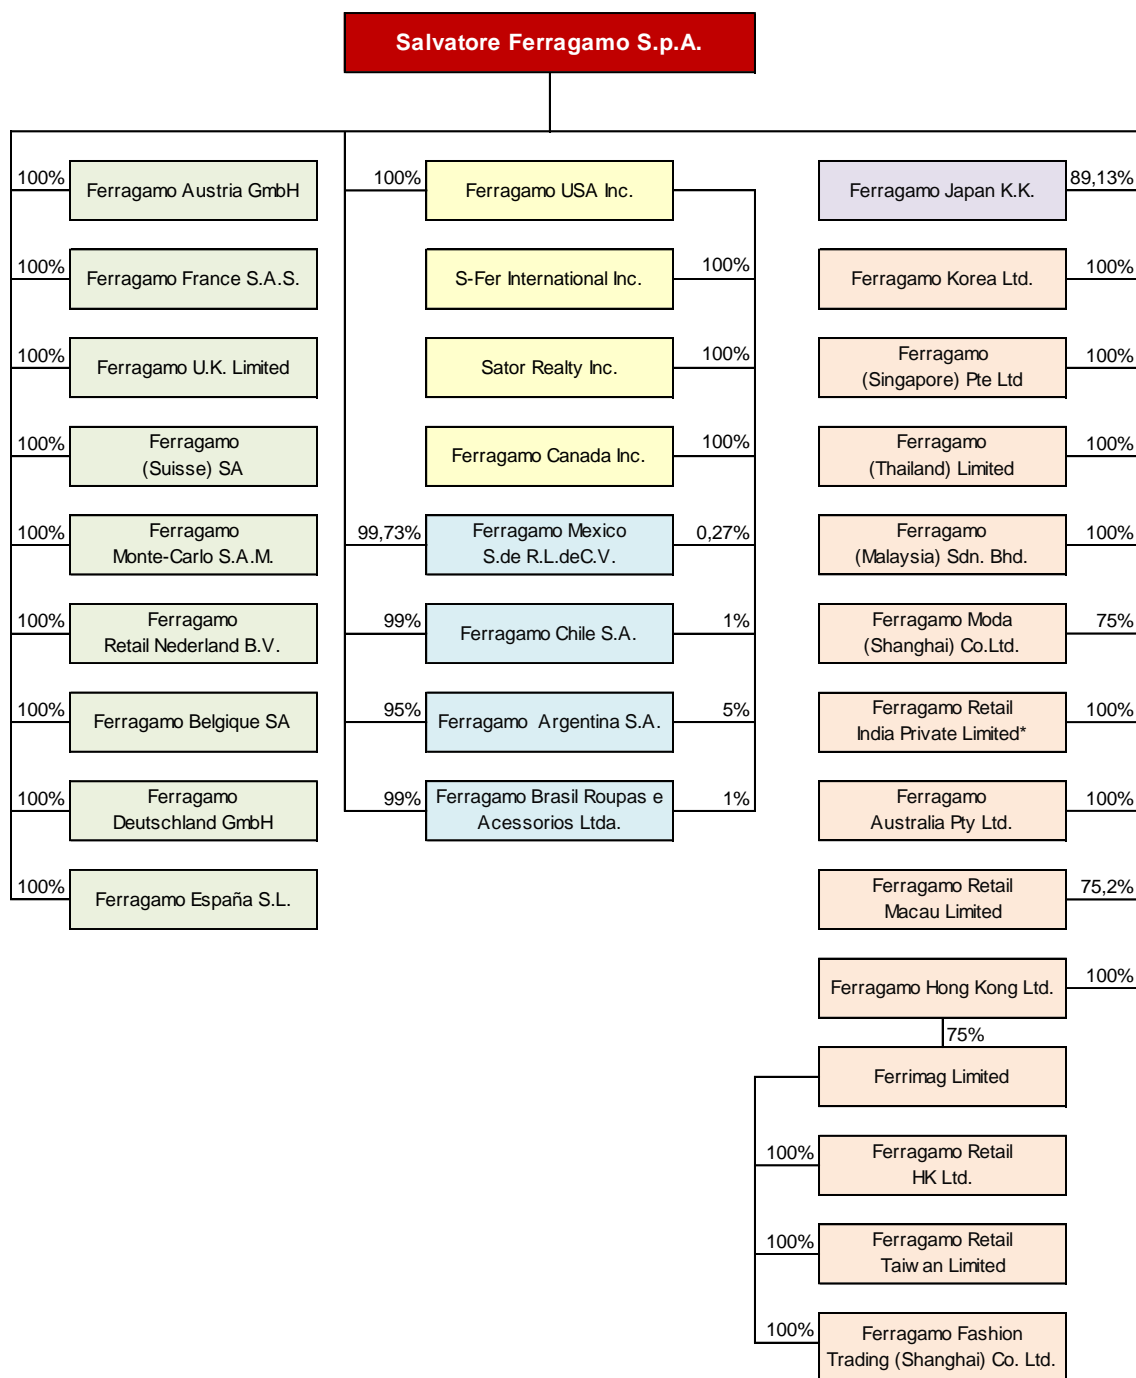 Salvatore Ferragamo S.p.A.
100%
Ferragamo Austria GmbH
100%
Ferragamo USA Inc.
Ferragamo Japan K.K.
89,13%
100%
Ferragamo France S.A.S.
S-Fer International Inc.
100%
Ferragamo Korea Ltd.
100%
100%
Ferragamo U.K. Limited
Sator Realty Inc.
100%
Ferragamo
(Singapore) Pte Ltd
100%
100%
Ferragamo
(Suisse) SA
Ferragamo Canada Inc.
100%
Ferragamo
(Thailand) Limited
100%
100%
Ferragamo
Monte-Carlo S.A.M.
99,73%
Ferragamo Mexico
S.de R.L.deC.V.
0,27%
Ferragamo
(Malaysia) Sdn. Bhd.
100%
100%
Ferragamo
Retail Nederland B.V.
99%
Ferragamo Chile S.A.
1%
Ferragamo Moda
(Shanghai) Co.Ltd.
75%
100%
Ferragamo Belgique SA
95%
Ferragamo Argentina S.A.
5%
Ferragamo Retail
India Private Limited*
100%
100%
Ferragamo
Deutschland GmbH
99%
Ferragamo Brasil Roupas e
Acessorios Ltda.
1%
Ferragamo
Australia Pty Ltd.
100%
100%
Ferragamo España S.L.
Ferragamo Retail
Macau Limited
75,2%
Ferragamo Hong Kong Ltd.
100%
75%
Ferrimag Limited
100%
Ferragamo Retail
HK Ltd.
100%
Ferragamo Retail
Taiwan Limited
100%
Ferragamo Fashion
Trading (Shanghai) Co. Ltd.